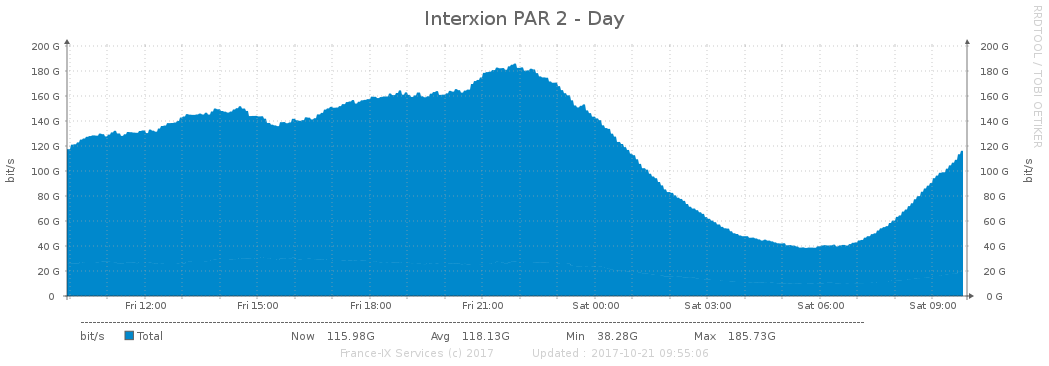 Interxion PAR 2 - Day
RRDTOOL / TOBI OETIKER
bit/s
200 G 200 G
180 G 180 G
160 G 160 G
140 G 140 G
120 G 120 G
100 G 100 G
80 G 80 G
60 G 60 G
40 G 40 G
20 G 20 G
0 0 G
bit/s
Fri 12:00 Fri 15:00 Fri 18:00 Fri 21:00 Sat 00:00 Sat 03:00 Sat 06:00 Sat 09:00
bit/s Total Now 115.98G Avg 118.13G Min 38.28G Max 185.73G
France-IX Services (c) 2017 Updated : 2017-10-21 09:55:06